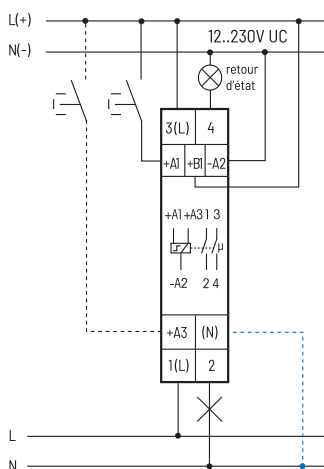 L(+)
N(-)
12..230V UC
retour
d'état
3(L) 4
+A1 +B1 -A2
+A1 +A3 1 3
µ
-A2 2 4
+A3 (N)
1(L) 2
L
N